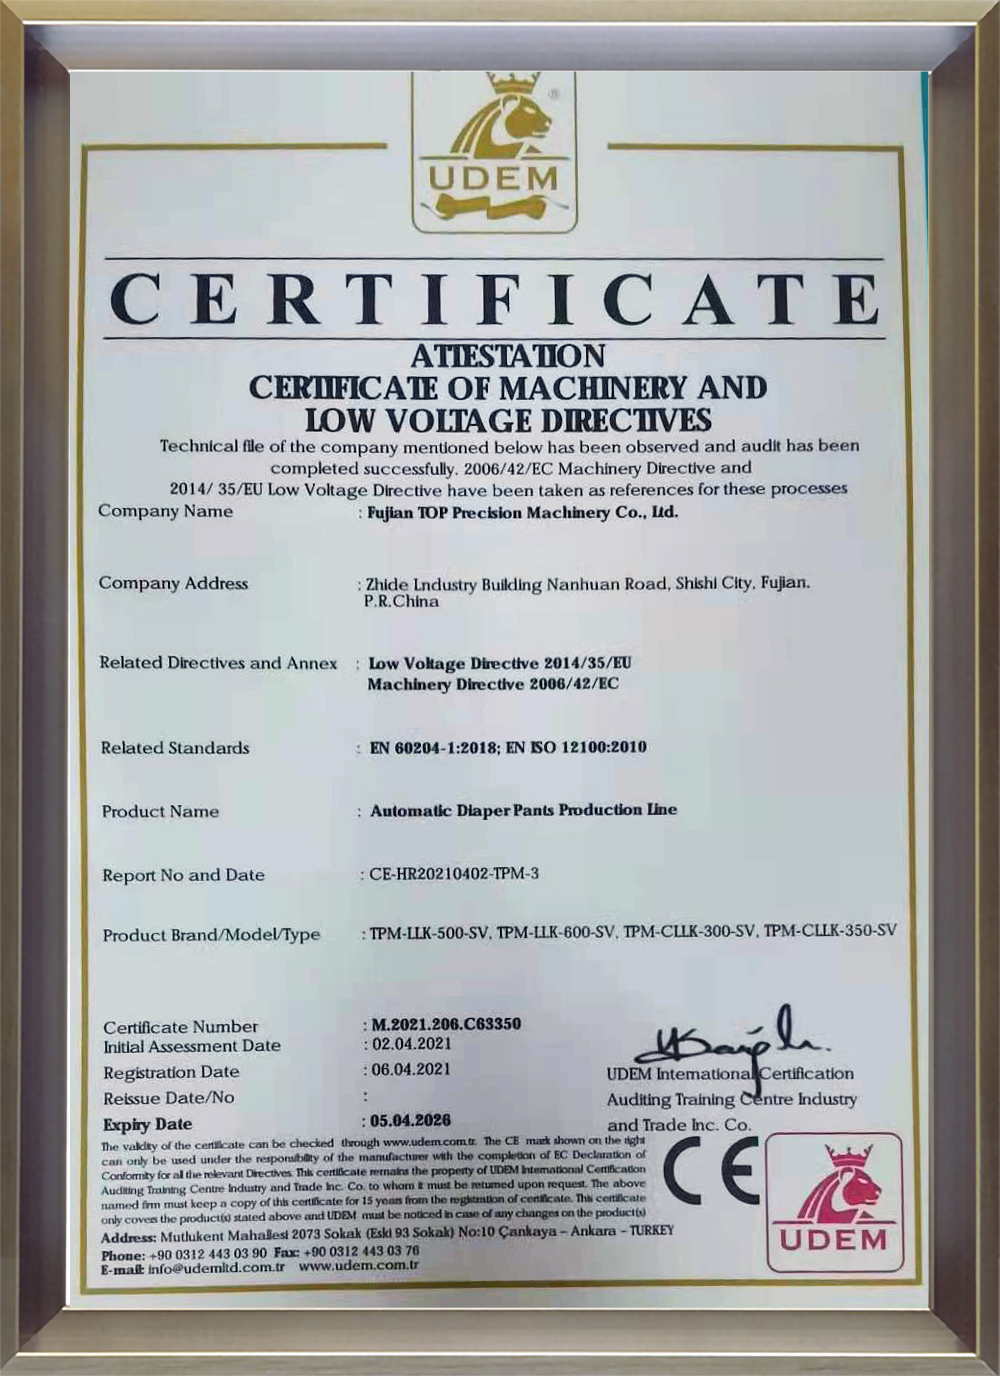 ®
UDEM
CERTIFICATE
ATTESTATION
CERTIFICATE OF MACHINERY AND
LOW VOLTAGE DIRECTIVES
Technical file of the company mentioned below has been observed and audit has been
completed successfully. 2006/42/EC Machinery Directive and
2014/ 35/EU Low Voltage Directive have been taken as references for these processes
Company Name : Fujian TOP Precision Machinery Co., Ltd.
Company Address : Zhide Lndustry Building Nanhuan Road, Shishi City, Fujian.
P.R.China
Related Directives and Annex : Low Voltage Directive 2014/35/EU
Machinery Directive 2006/42/EC
Related Standards : EN 60204-1:2018; EN ISO 12100:2010
Product Name : Automatic Diaper Pants Production Line
Report No and Date : CE-HR20210402-TPM-3
Product Brand/Model/Type : TPM-LLK-500-SV, TPM-LLK-600-SV, TPM-CLLK-300-SV, TPM-CLLK-350-SV
Certificate Number : M.2021.206.C63350
Initial Assessment Date : 02.04.2021
Registration Date : 06.04.2021
Reissue Date/No :
Expiry Date : 05.04.2026
UDEM International Certification
Auditing Training Centre Industry
and Trade Inc. Co.
The validity of the certificate can be checked through www.udem.com.tr. The CE mark shown on the right
can only be used under the responsibility of the manufacturer with the completion of EC Declaration of
Conformity for all the relevant Directives. This certificate remains the property of UDEM International Certification
Auditing Training Centre Industry and Trade Inc. Co. to whom it must be returned upon request. The above
named firm must keep a copy of this certificate for 15 years from the registration of certificate. This certificate
only covers the product(s) stated above and UDEM must be noticed in case of any changes on the product(s)
Address: Mutlukent Mahallesi 2073 Sokak (Eski 93 Sokak) No:10 Çankaya – Ankara – TURKEY
Phone: +90 0312 443 03 90 Fax: +90 0312 443 03 76
E-mail: info@udemltd.com.tr www.udem.com.tr
CE
UDEM